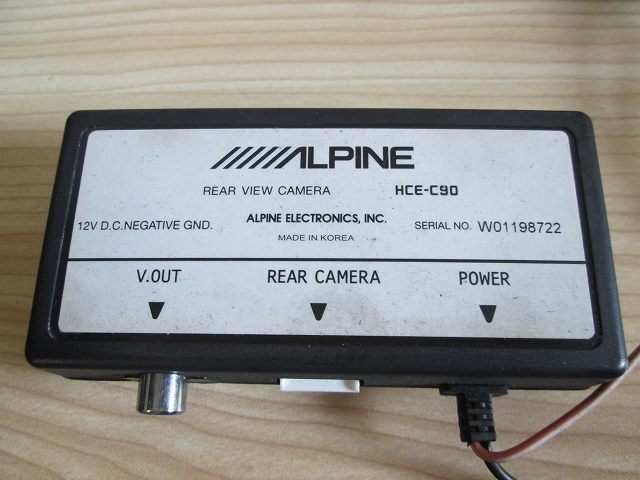 ALPINE
REAR VIEW CAMERA HCE-C90
12V D.C.NEGATIVE GND. ALPINE ELECTRONICS, INC. SERIAL NO. W01198722
MADE IN KOREA
V.OUT REAR CAMERA POWER